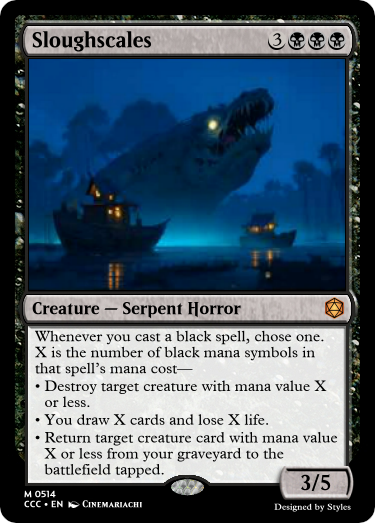 Sloughscales 3
Creature — Serpent Horror
Whenever you cast a black spell, chose one.
X is the number of black mana symbols in
that spell's mana cost—
• Destroy target creature with mana value X
or less.
• You draw X cards and lose X life.
• Return target creature card with mana value
X or less from your graveyard to the
battlefield tapped.
3/5
M 0514
CCC • EN Cinemariachi
Designed by Styles